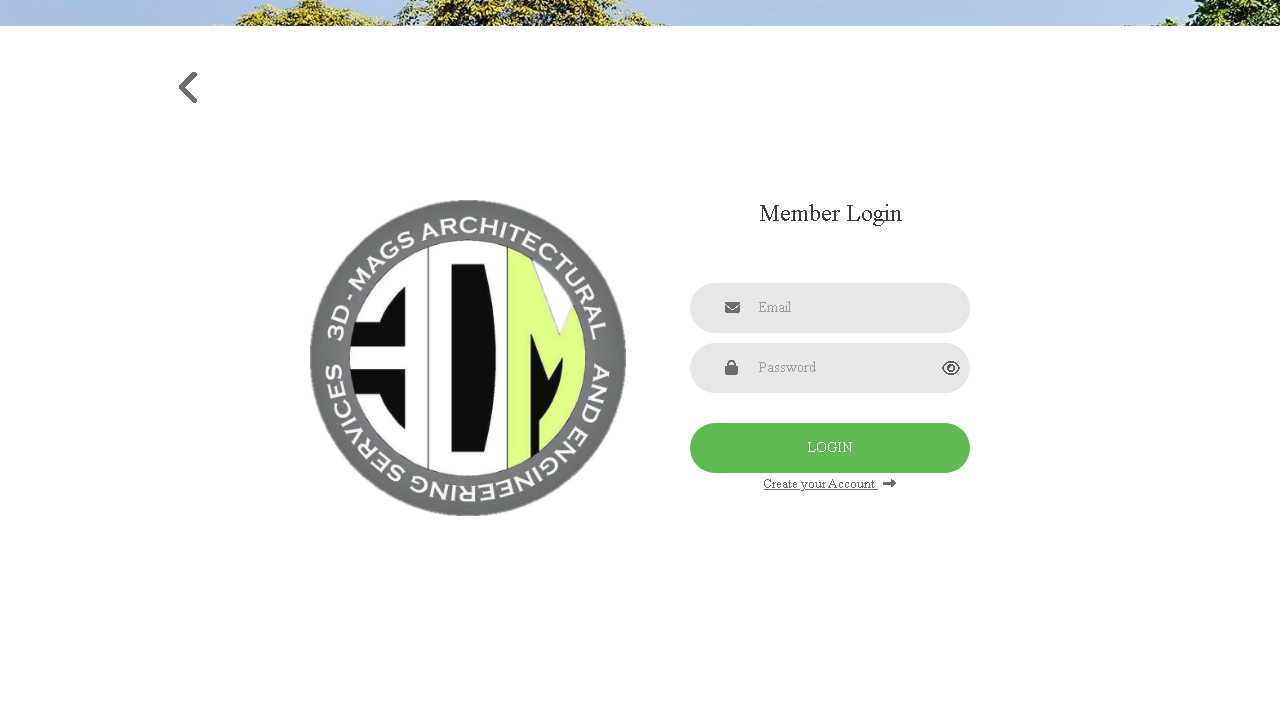 3D - MAGS ARCHITECTURAL
AND ENGINEERING SERVICES
3DM
Member Login
Email
Password
LOGIN
Create your Account